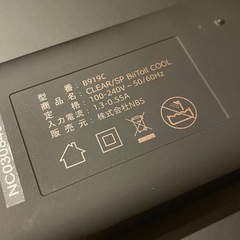 型番:B919C
商品名:CLEAR/SP BiiToII COOL
定格:100-240V~50/60Hz
入力電流:1.3-0.55A
販売元:株式会社NBS